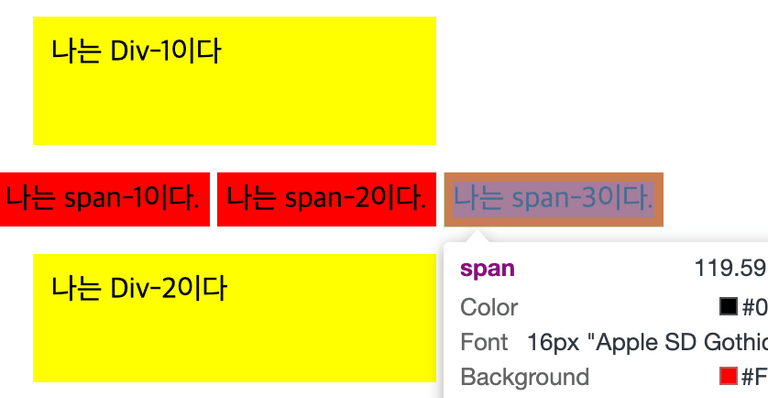 나는 Div-1이다
나는 span-1이다. 나는 span-2이다. 나는 span-3이다.
나는 Div-2이다
span 119.59
Color #0
Font 16px "Apple SD Gothic
Background #F